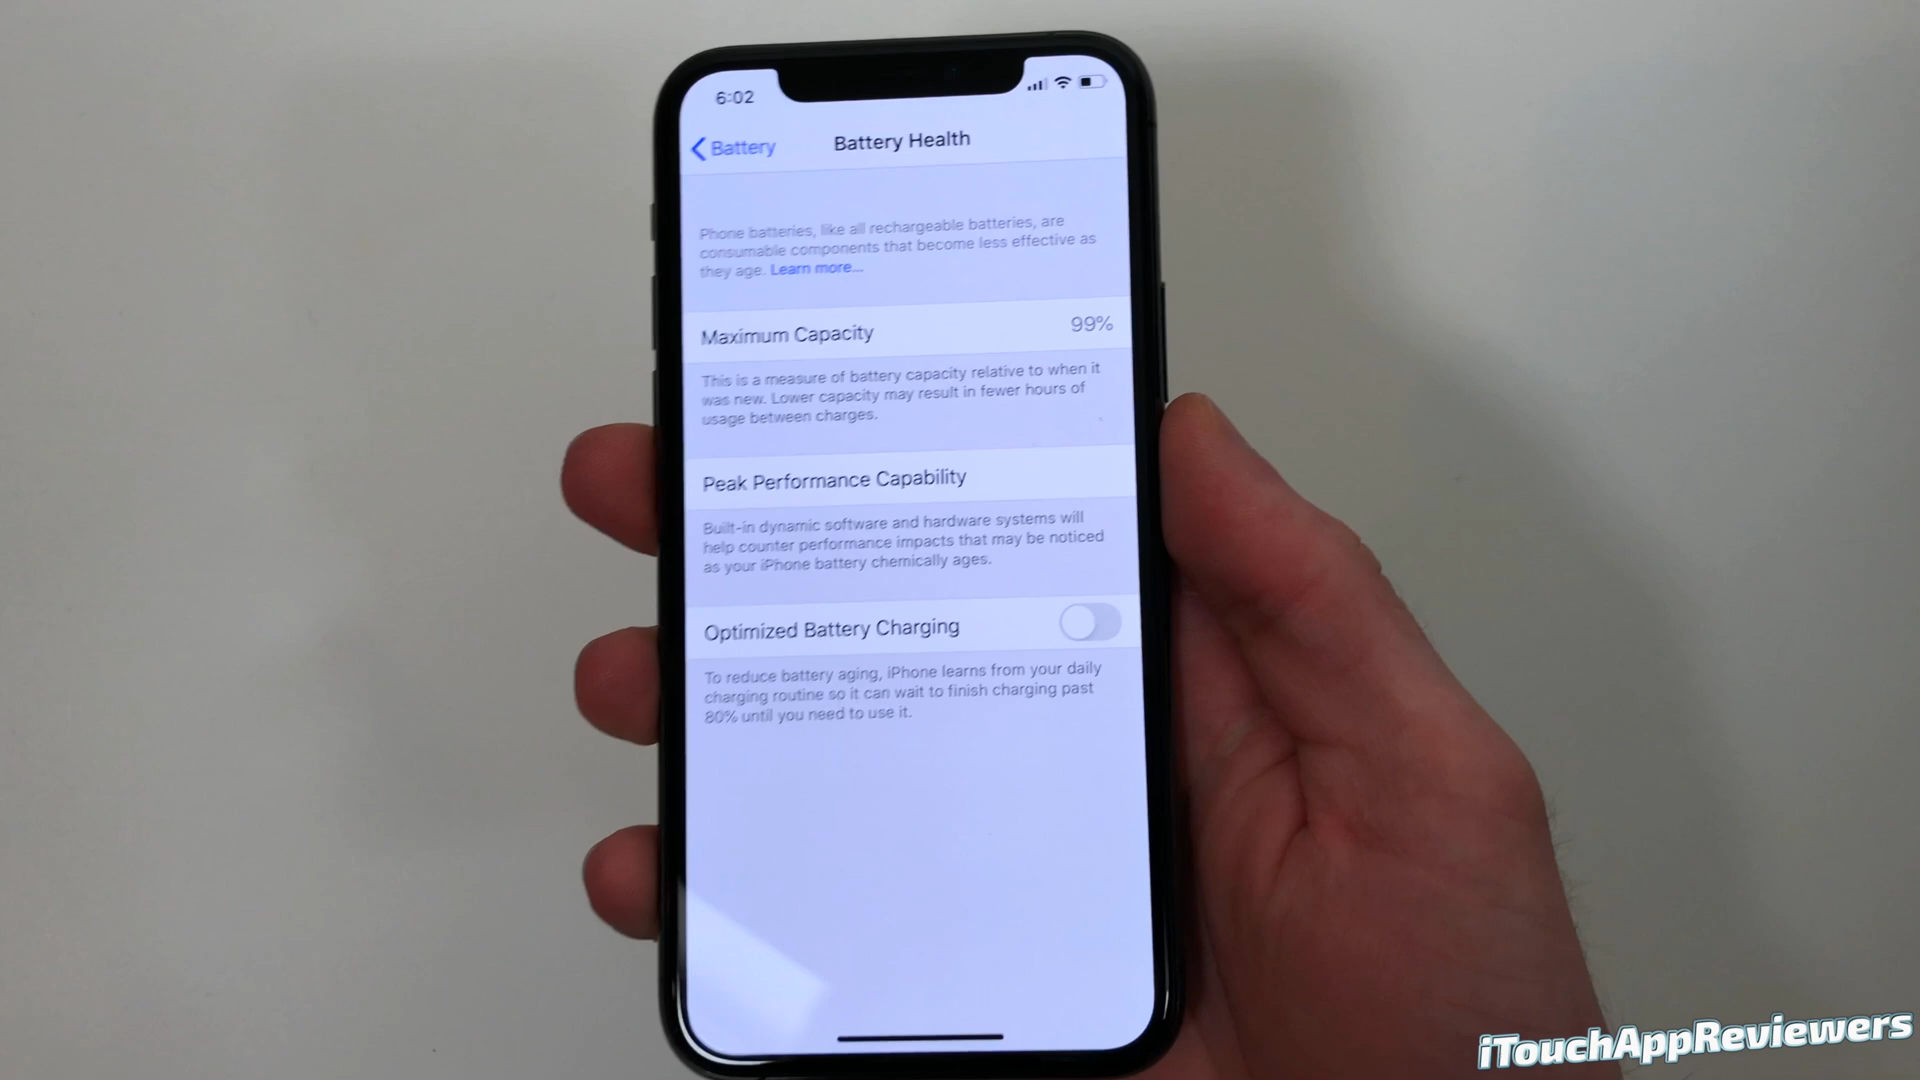 6:02
Battery
Battery Health
Phone batteries, like all rechargeable batteries, are
consumable components that become less effective as
they age. Learn more...
Maximum Capacity 99%
This is a measure of battery capacity relative to when it
was new. Lower capacity may result in fewer hours of
usage between charges.
Peak Performance Capability
Built-in dynamic software and hardware systems will
help counter performance impacts that may be noticed
as your iPhone battery chemically ages.
Optimized Battery Charging
To reduce battery aging, iPhone learns from your daily
charging routine so it can wait to finish charging past
80% until you need to use it.
iTouchAppReviewers